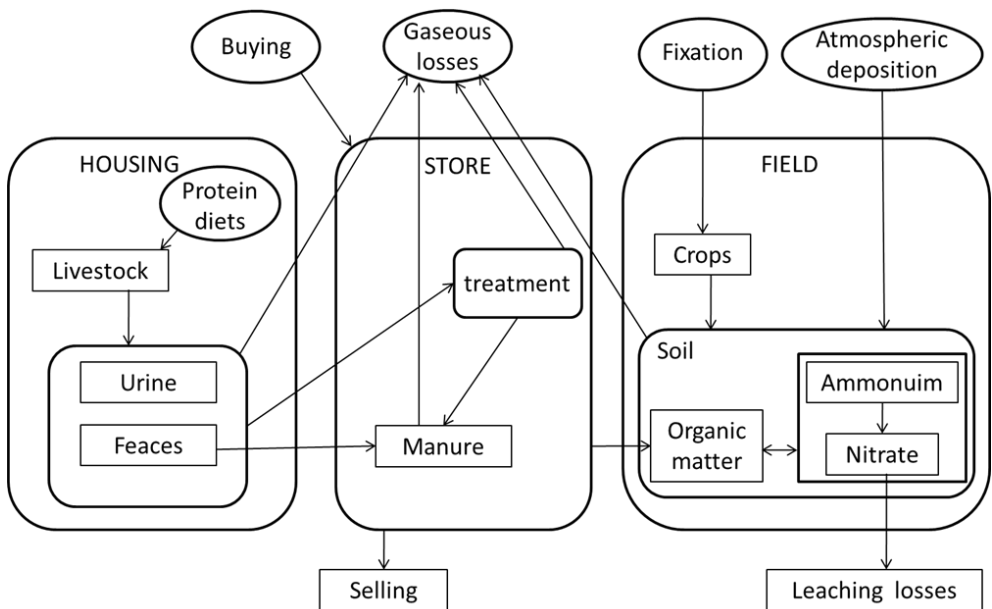 Buying
Gaseous
losses
Fixation
Atmospheric
deposition
HOUSING
STORE
FIELD
Protein
diets
Livestock
Crops
treatment
Urine
Feaces
Manure
Soil
Organic
matter
Ammonuim
Nitrate
Selling
Leaching losses